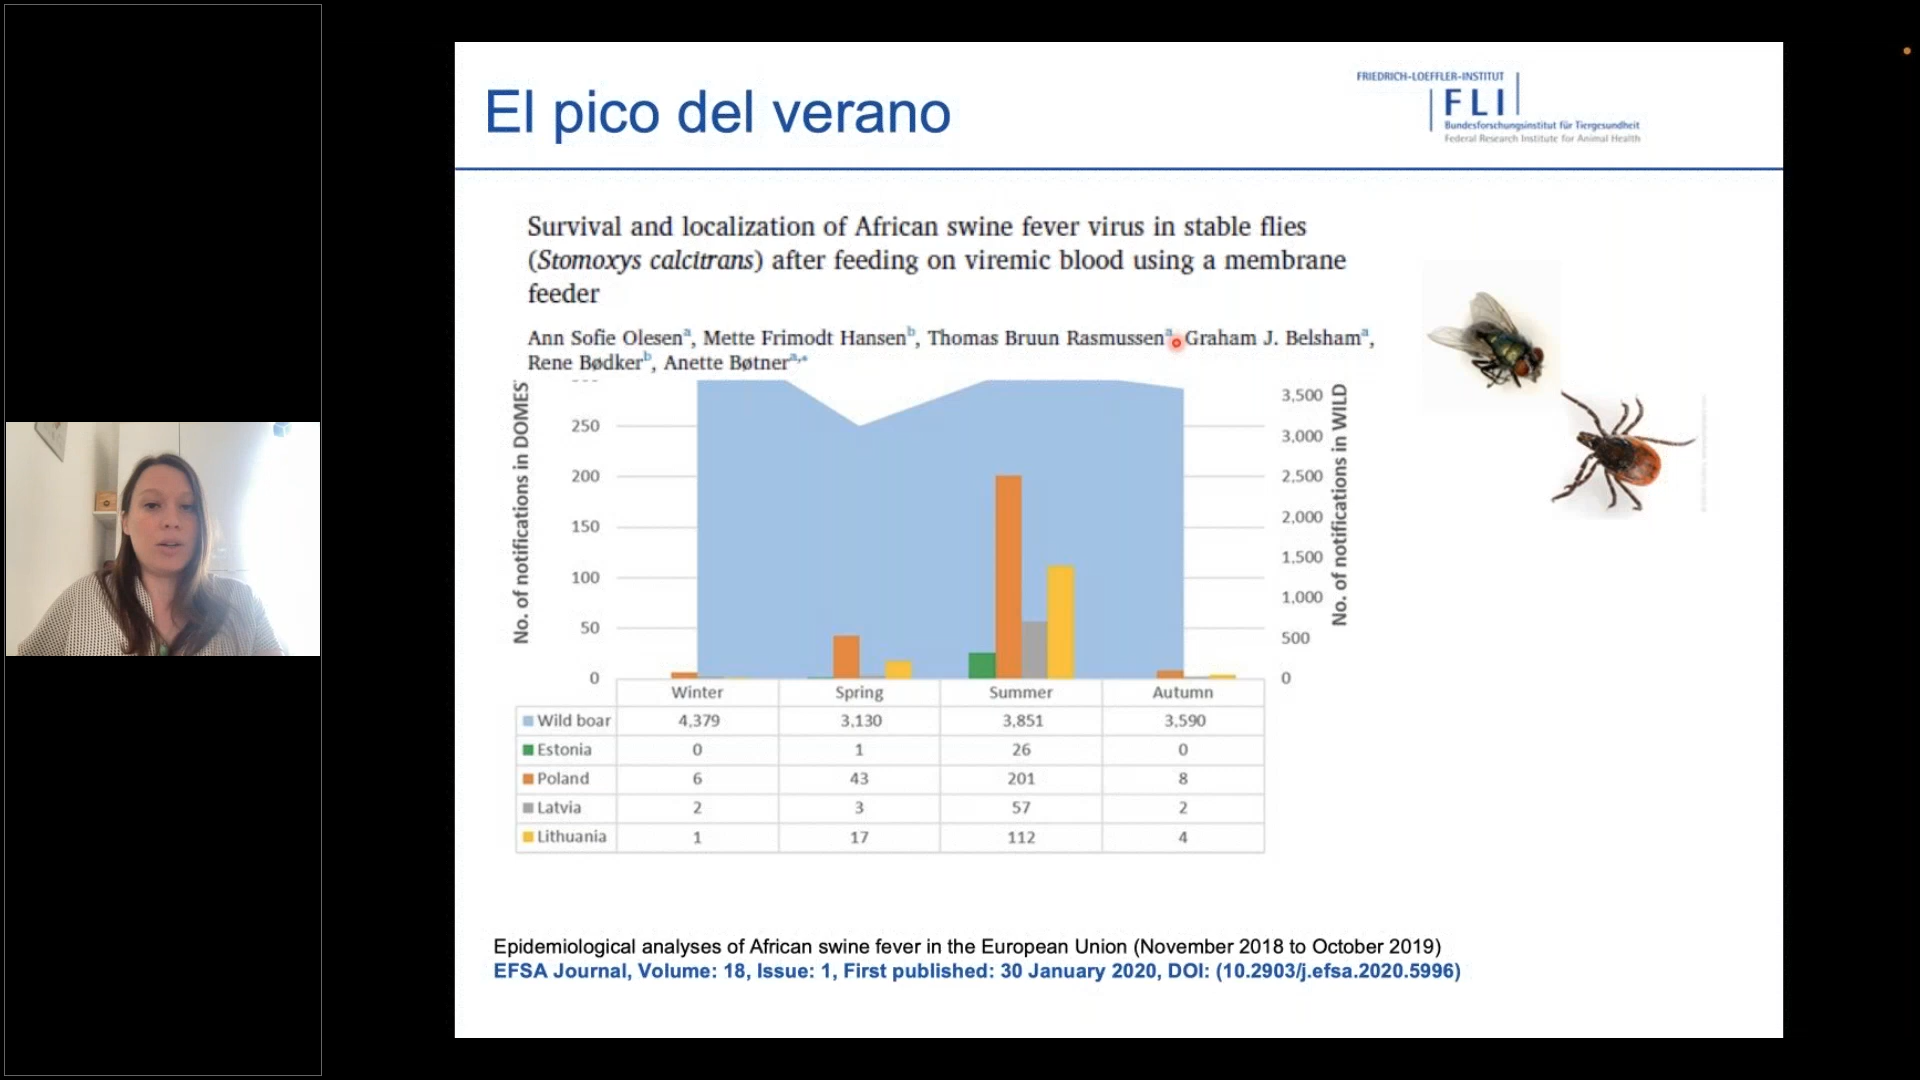 El pico del verano
FRIEDRICH-LOEFFLER-INSTITUT
FLI
Bundesforschungsinstitut für Tiergesundheit
Federal Research Institute for Animal Health
Survival and localization of African swine fever virus in stable flies
(Stomoxys calcitrans) after feeding on viremic blood using a membrane
feeder
Ann Sofie Olesenᵃ, Mette Frimodt Hansenᵇ, Thomas Bruun Rasmussenᵃ, Graham J. Belshamᵃ,
Rene Bødkerᵇ, Anette Bøtnerᵃ,*
No. of notifications in DOMES
250
200
150
100
50
0
3,500
3,000
2,500
2,000
1,500
1,000
500
0
No. of notifications in WILD
Winter Spring Summer Autumn
Wild boar 4,379 3,130 3,851 3,590
Estonia 0 1 26 0
Poland 6 43 201 8
Latvia 2 3 57 2
Lithuania 1 17 112 4
Epidemiological analyses of African swine fever in the European Union (November 2018 to October 2019)
EFSA Journal, Volume: 18, Issue: 1, First published: 30 January 2020, DOI: (10.2903/j.efsa.2020.5996)